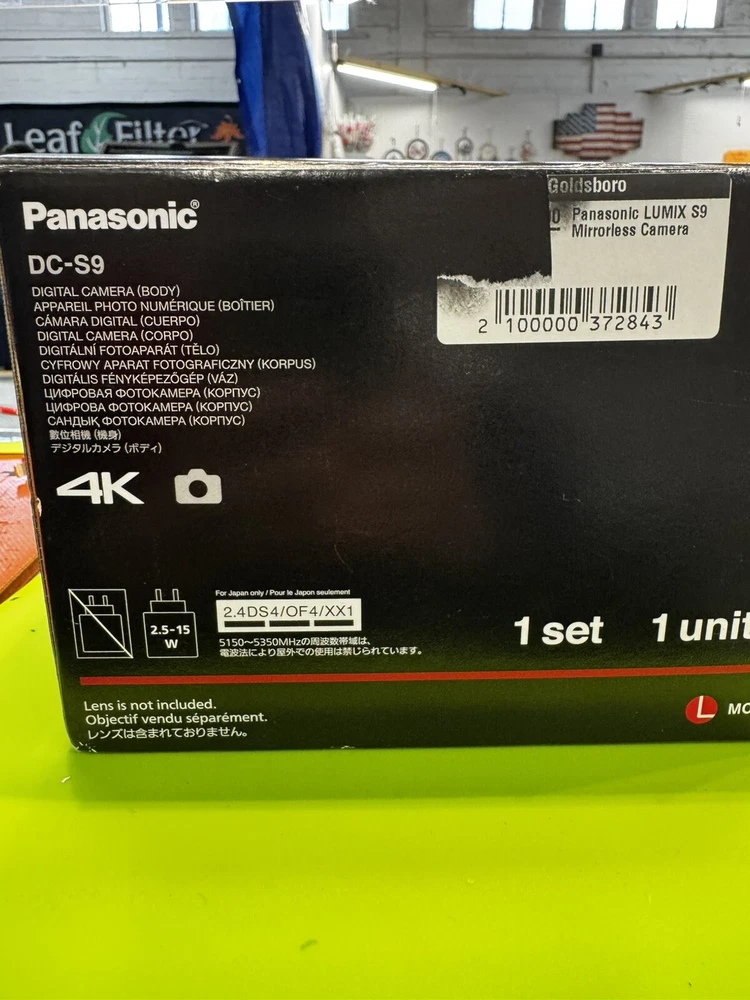 Leaf Filter
Panasonic®
DC-S9
DIGITAL CAMERA (BODY)
APPAREIL PHOTO NUMÉRIQUE (BOÎTIER)
CÁMARA DIGITAL (CUERPO)
DIGITAL CAMERA (CORPO)
DIGITÁLNÍ FOTOAPARÁT (TĚLO)
CYFROWY APARAT FOTOGRAFICZNY (KORPUS)
DIGITÁLIS FÉNYKÉPEZŐGÉP (VÁZ)
ЦИФРОВАЯ ФОТОКАМЕРА (КОРПУС)
ЦИФРОВА ФОТОКАМЕРА (КОРПУС)
САНДЫҚ ФОТОКАМЕРА (КОРПУС)
數位相機 (機身)
デジタルカメラ (ボディ)
4K
Goldsboro
0 Panasonic LUMIX S9
Mirrorless Camera
2 100000 372843
2.5-15
W
For Japan only / Pour le Japon seulement
2.4DS4/OF4/XX1
5150～5350MHzの周波数帯域は、
電波法により屋外での使用は禁じられています。
1 set 1 unit
Lens is not included.
Objectif vendu séparément.
レンズは含まれておりません。
L MO